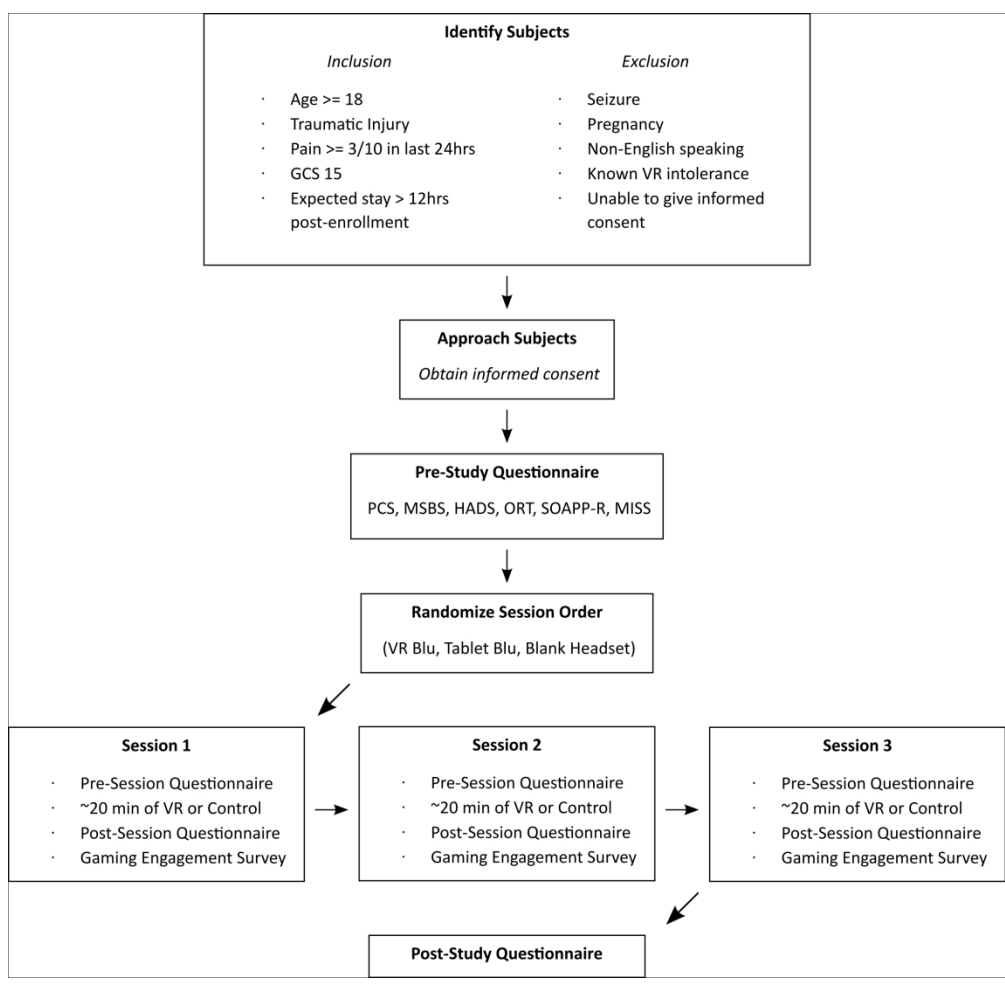 Identify Subjects
Inclusion
· Age >= 18
· Traumatic Injury
· Pain >= 3/10 in last 24hrs
· GCS 15
· Expected stay > 12hrs
post-enrollment
Exclusion
· Seizure
· Pregnancy
· Non-English speaking
· Known VR intolerance
· Unable to give informed
consent
Approach Subjects
Obtain informed consent
Pre-Study Questionnaire
PCS, MSBS, HADS, ORT, SOAPP-R, MISS
Randomize Session Order
(VR Blu, Tablet Blu, Blank Headset)
Session 1
· Pre-Session Questionnaire
· ~20 min of VR or Control
· Post-Session Questionnaire
· Gaming Engagement Survey
Session 2
· Pre-Session Questionnaire
· ~20 min of VR or Control
· Post-Session Questionnaire
· Gaming Engagement Survey
Session 3
· Pre-Session Questionnaire
· ~20 min of VR or Control
· Post-Session Questionnaire
· Gaming Engagement Survey
Post-Study Questionnaire